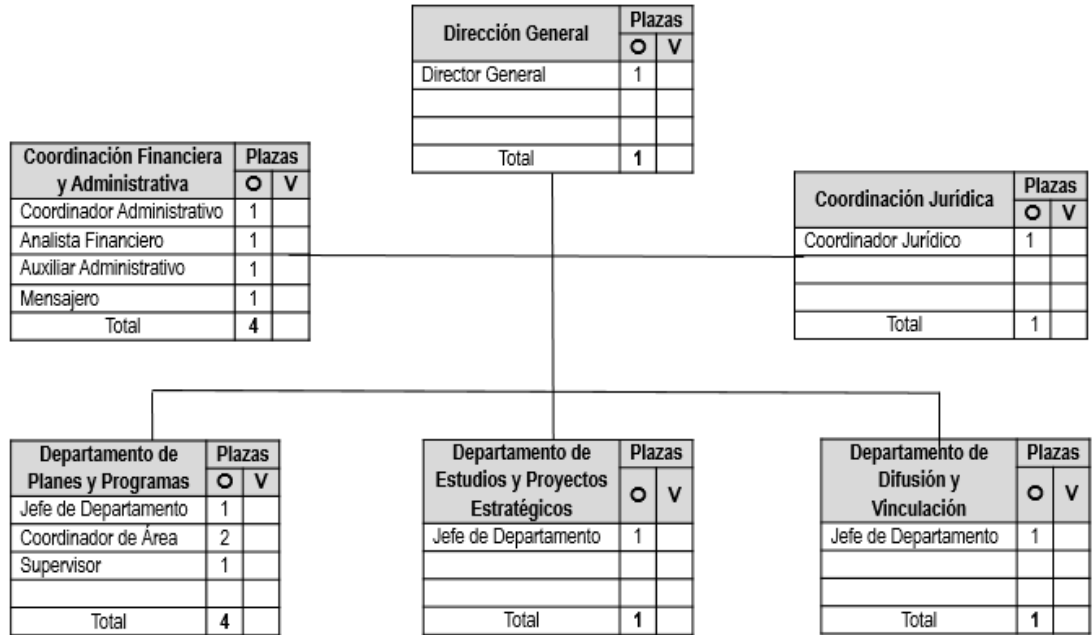 Dirección General Plazas
O V
Director General 1
Total 1
Coordinación Financiera Plazas
y Administrativa O V
Coordinador Administrativo 1
Analista Financiero 1
Auxiliar Administrativo 1
Mensajero 1
Total 4
Coordinación Jurídica Plazas
O V
Coordinador Jurídico 1
Total 1
Departamento de Plazas
Planes y Programas O V
Jefe de Departamento 1
Coordinador de Área 2
Supervisor 1
Total 4
Departamento de Plazas
Estudios y Proyectos O V
Estratégicos
Jefe de Departamento 1
Total 1
Departamento de Plazas
Difusión y O V
Vinculación
Jefe de Departamento 1
Total 1